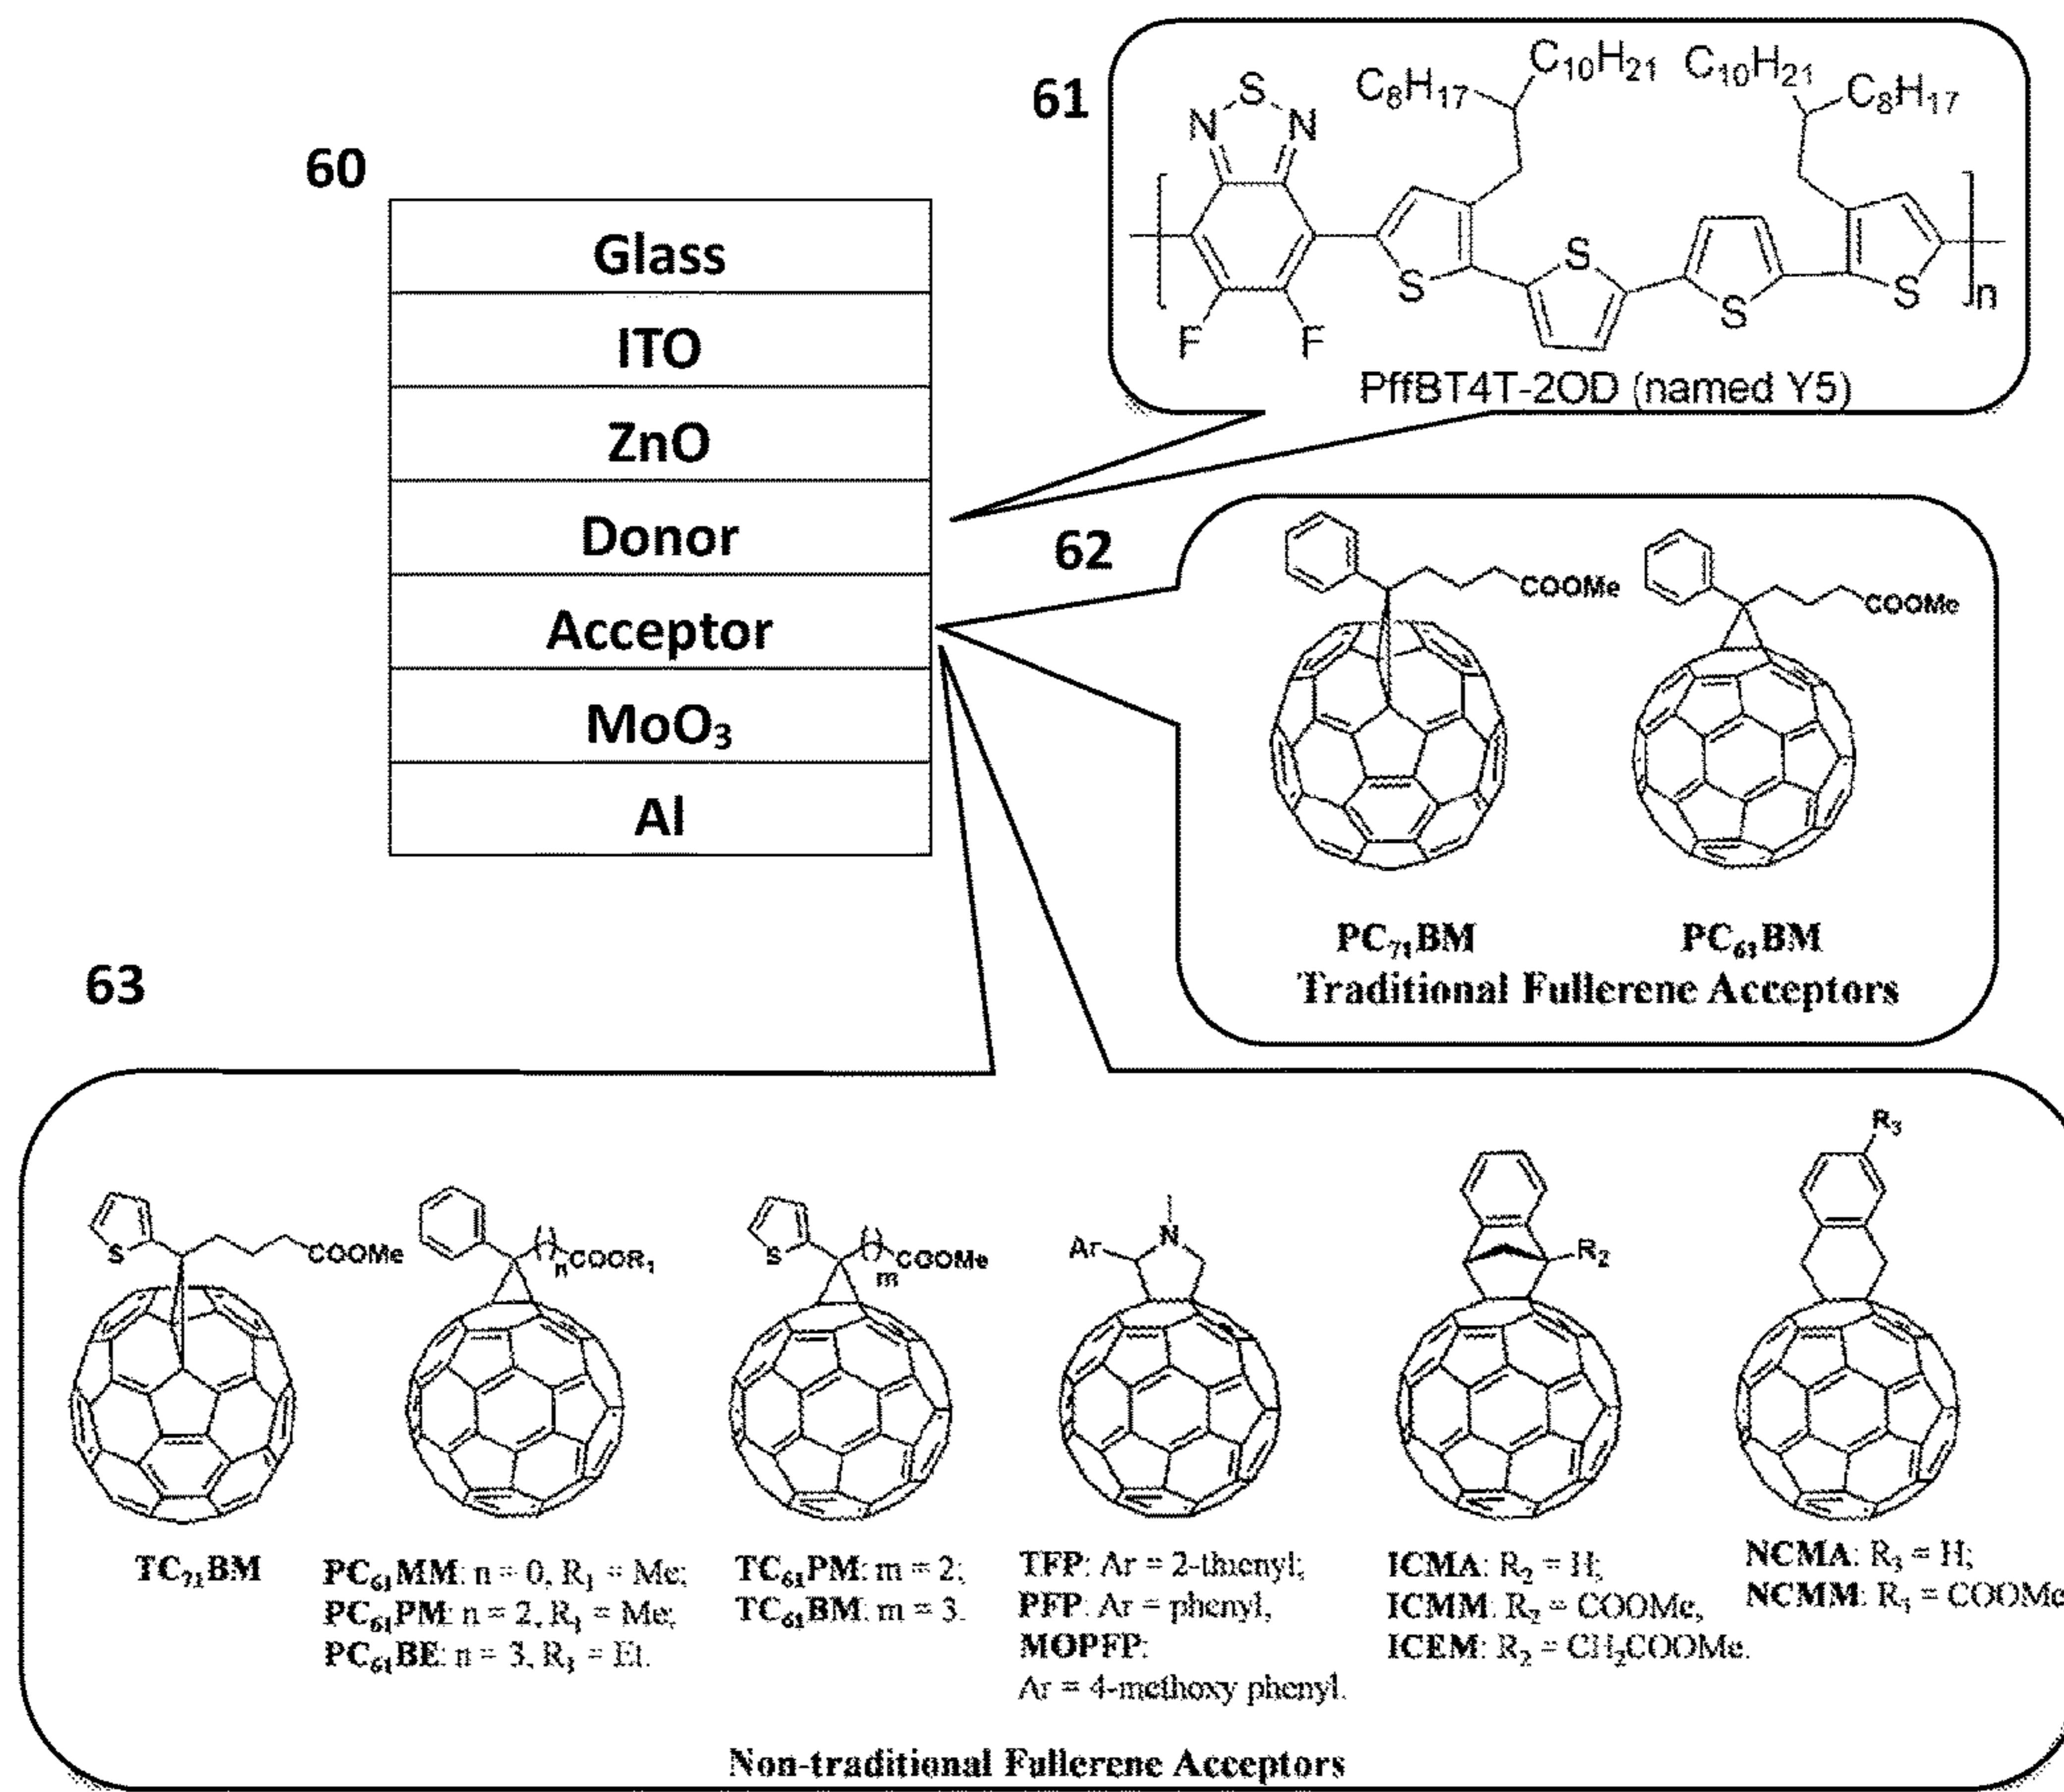 60
Glass
ITO
ZnO
Donor
Acceptor
MoO₃
Al
61
S
N N
C₈H₁₇ C₁₀H₂₁ C₁₀H₂₁ C₈H₁₇
S S S S
n
F F
PffBT4T-2OD (named Y5)
62
COOMe COOMe
PC₇₁BM PC₆₁BM
Traditional Fullerene Acceptors
63
S COOMe
( )n COOR₁
S ( )m COOMe
Ar N
R₂
R₃
TC₇₁BM
PC₆₁MM: n = 0, R₁ = Me;
PC₆₁PM: n = 2, R₁ = Me;
PC₆₁BE: n = 3, R₁ = Et.
TC₆₁PM: m = 2;
TC₆₁BM: m = 3.
TFP: Ar = 2-thienyl;
PFP: Ar = phenyl,
MOPFP:
Ar = 4-methoxy phenyl.
ICMA: R₂ = H;
ICMM: R₂ = COOMe,
ICEM: R₂ = CH₂COOMe.
NCMA: R₃ = H;
NCMM: R₃ = COOMe
Non-traditional Fullerene Acceptors